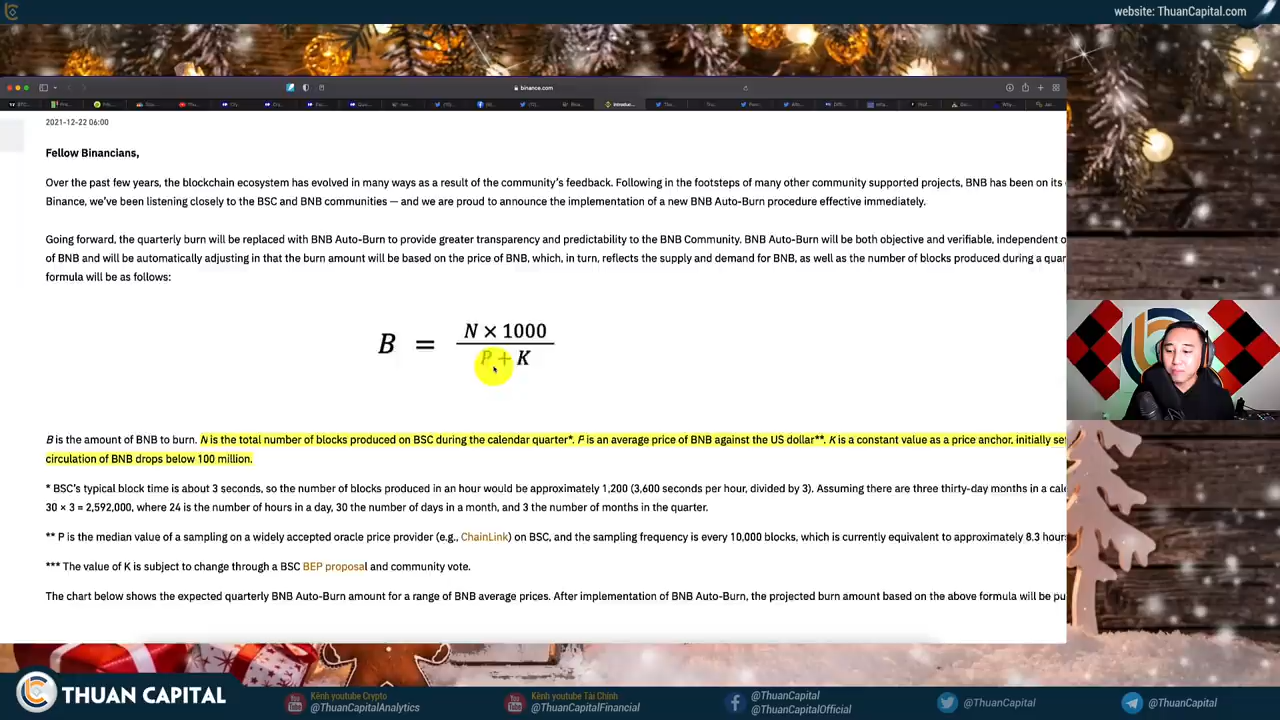 website: ThuanCapital.com
binance.com
2021-12-22 06:00
Fellow Binancians,
Over the past few years, the blockchain ecosystem has evolved in many ways as a result of the community's feedback. Following in the footsteps of many other community supported projects, BNB has been on its
Binance, we've been listening closely to the BSC and BNB communities — and we are proud to announce the implementation of a new BNB Auto-Burn procedure effective immediately.
Going forward, the quarterly burn will be replaced with BNB Auto-Burn to provide greater transparency and predictability to the BNB Community. BNB Auto-Burn will be both objective and verifiable, independent o
of BNB and will be automatically adjusting in that the burn amount will be based on the price of BNB, which, in turn, reflects the supply and demand for BNB, as well as the number of blocks produced during a quar
formula will be as follows:
B = N × 1000
P + K
B is the amount of BNB to burn. N is the total number of blocks produced on BSC during the calendar quarter*. P is an average price of BNB against the US dollar**. K is a constant value as a price anchor, initially se
circulation of BNB drops below 100 million.
* BSC's typical block time is about 3 seconds, so the number of blocks produced in an hour would be approximately 1,200 (3,600 seconds per hour, divided by 3). Assuming there are three thirty-day months in a cale
30 × 3 = 2,592,000, where 24 is the number of hours in a day, 30 the number of days in a month, and 3 the number of months in the quarter.
** P is the median value of a sampling on a widely accepted oracle price provider (e.g., ChainLink) on BSC, and the sampling frequency is every 10,000 blocks, which is currently equivalent to approximately 8.3 hours
*** The value of K is subject to change through a BSC BEP proposal and community vote.
The chart below shows the expected quarterly BNB Auto-Burn amount for a range of BNB average prices. After implementation of BNB Auto-Burn, the projected burn amount based on the above formula will be pu
THUAN CAPITAL
Kênh youtube Crypto
@ThuanCapitalAnalytics
Kênh youtube Tài Chính
@ThuanCapitalFinancial
@ThuanCapital
@ThuanCapitalOfficial
@ThuanCapital
@ThuanCapital